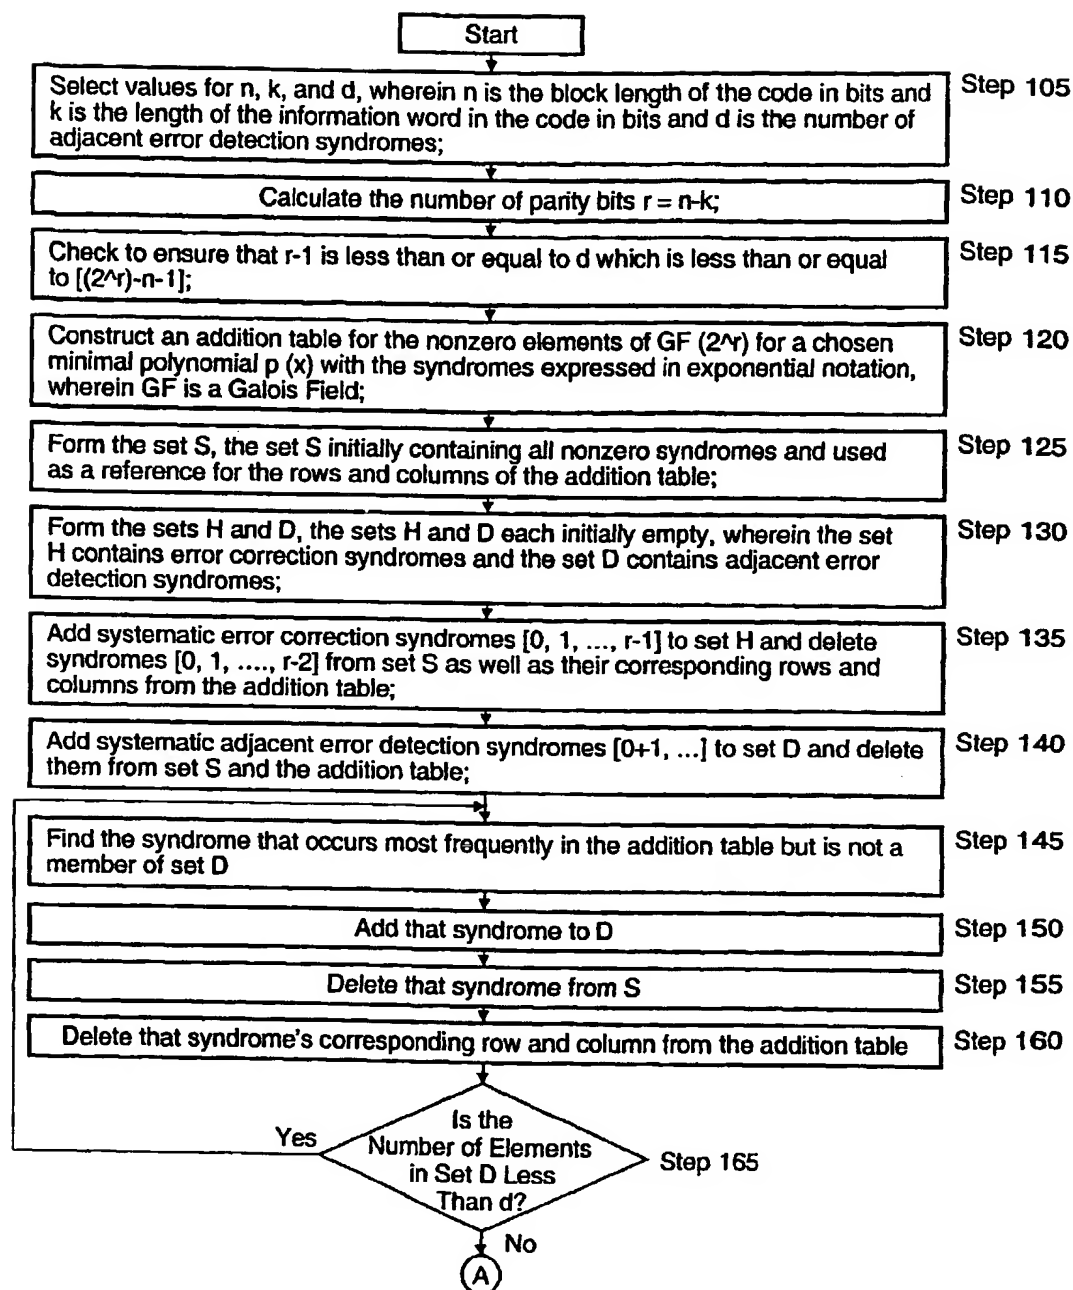 Start
Select values for n, k, and d, wherein n is the block length of the code in bits and
k is the length of the information word in the code in bits and d is the number of
adjacent error detection syndromes;
Step 105
Calculate the number of parity bits r = n-k;
Step 110
Check to ensure that r-1 is less than or equal to d which is less than or equal
to [(2^r)-n-1];
Step 115
Construct an addition table for the nonzero elements of GF (2^r) for a chosen
minimal polynomial p (x) with the syndromes expressed in exponential notation,
wherein GF is a Galois Field;
Step 120
Form the set S, the set S initially containing all nonzero syndromes and used
as a reference for the rows and columns of the addition table;
Step 125
Form the sets H and D, the sets H and D each initially empty, wherein the set
H contains error correction syndromes and the set D contains adjacent error
detection syndromes;
Step 130
Add systematic error correction syndromes [0, 1, ..., r-1] to set H and delete
syndromes [0, 1, ...., r-2] from set S as well as their corresponding rows and
columns from the addition table;
Step 135
Add systematic adjacent error detection syndromes [0+1, ...] to set D and delete
them from set S and the addition table;
Step 140
Find the syndrome that occurs most frequently in the addition table but is not a
member of set D
Step 145
Add that syndrome to D
Step 150
Delete that syndrome from S
Step 155
Delete that syndrome's corresponding row and column from the addition table
Step 160
Is the
Number of Elements
in Set D Less
Than d?
Yes
Step 165
No
A